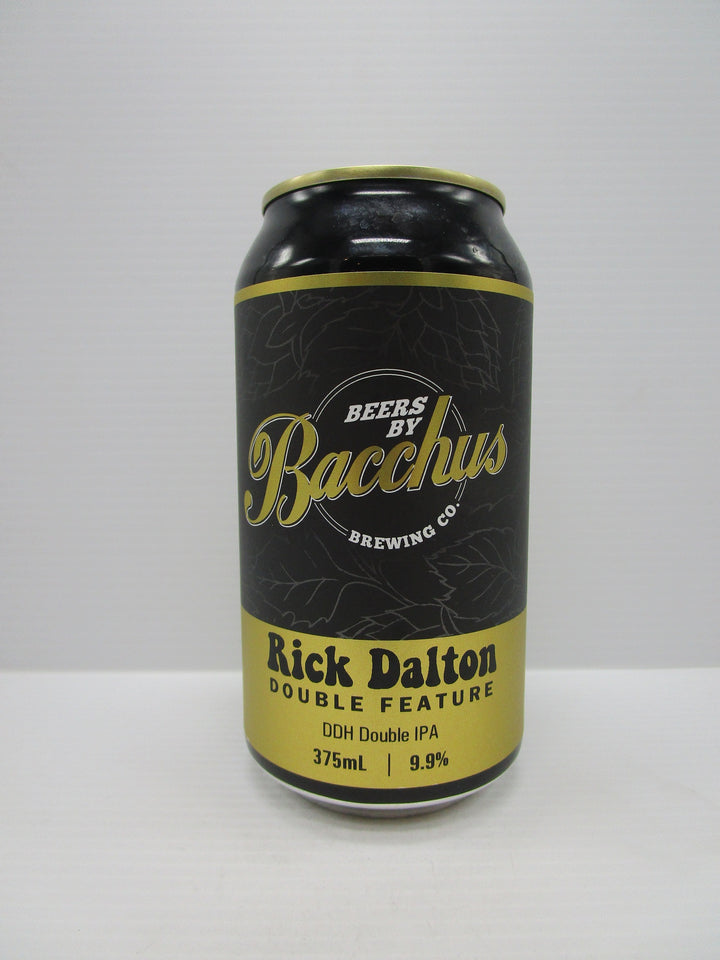 BEERS
BY
Bacchus
BREWING CO.
Rick Dalton
DOUBLE FEATURE
DDH Double IPA
375mL | 9.9%